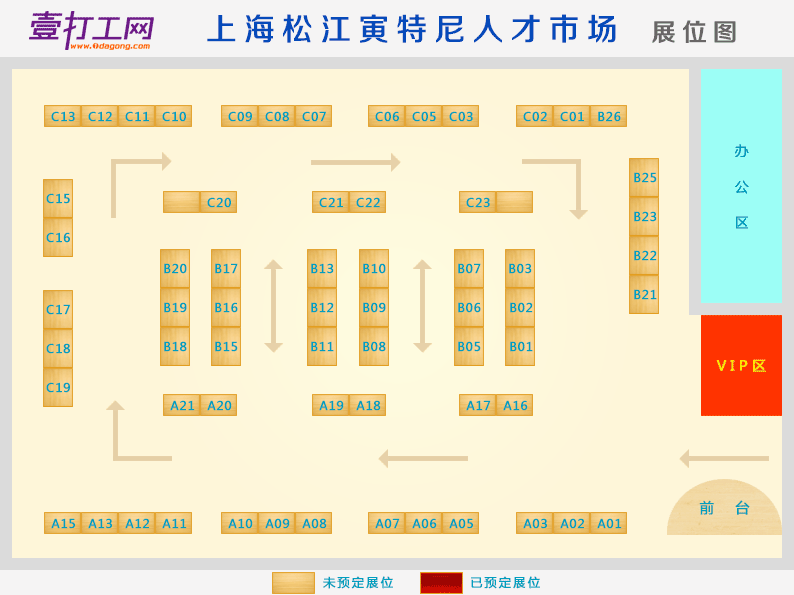 壹打工网
www.1dagong.com
上海松江寅特尼人才市场 展位图
C13 C12 C11 C10 C09 C08 C07 C06 C05 C03 C02 C01 B26
办公区
B25
B23
B22
B21
C15
C16
C20 C21 C22 C23
B20 B17 B13 B10 B07 B03
B19 B16 B12 B09 B06 B02
B18 B15 B11 B08 B05 B01
C17
C18
C19
VIP区
A21 A20 A19 A18 A17 A16
前台
A15 A13 A12 A11 A10 A09 A08 A07 A06 A05 A03 A02 A01
未预定展位 已预定展位